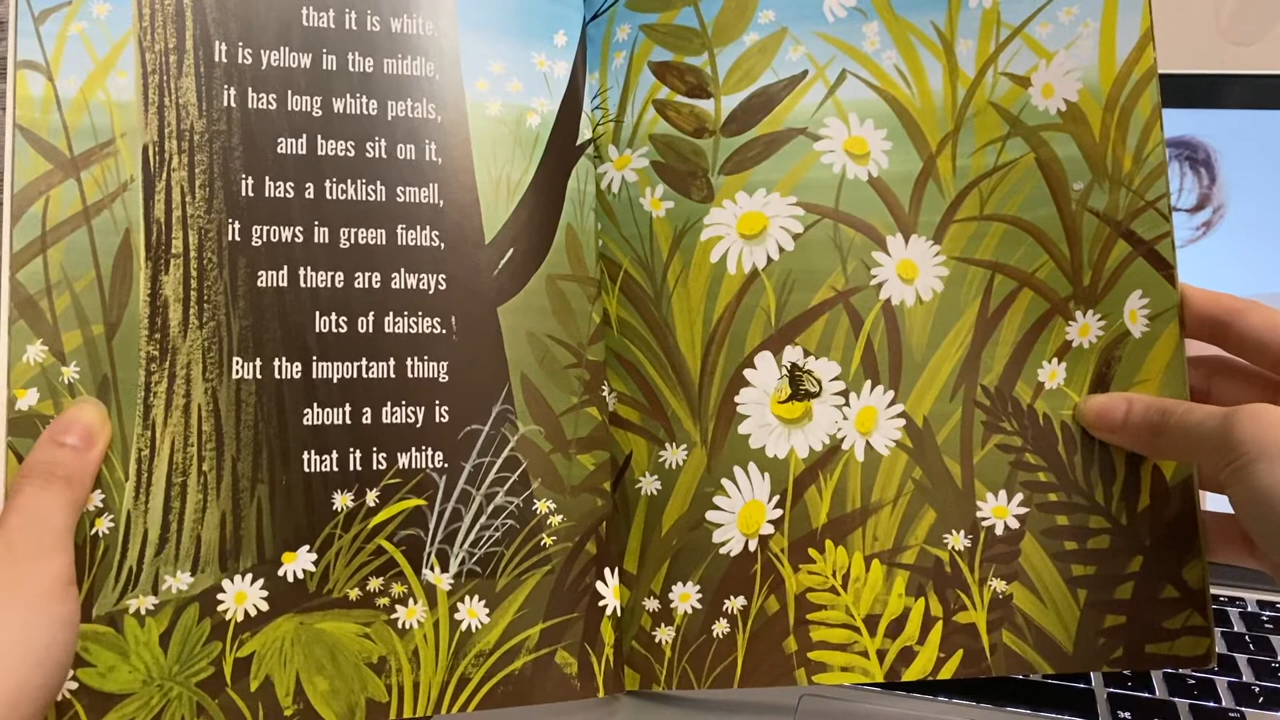 that it is white.
It is yellow in the middle,
it has long white petals,
and bees sit on it,
it has a ticklish smell,
it grows in green fields,
and there are always
lots of daisies.
But the important thing
about a daisy is
that it is white.